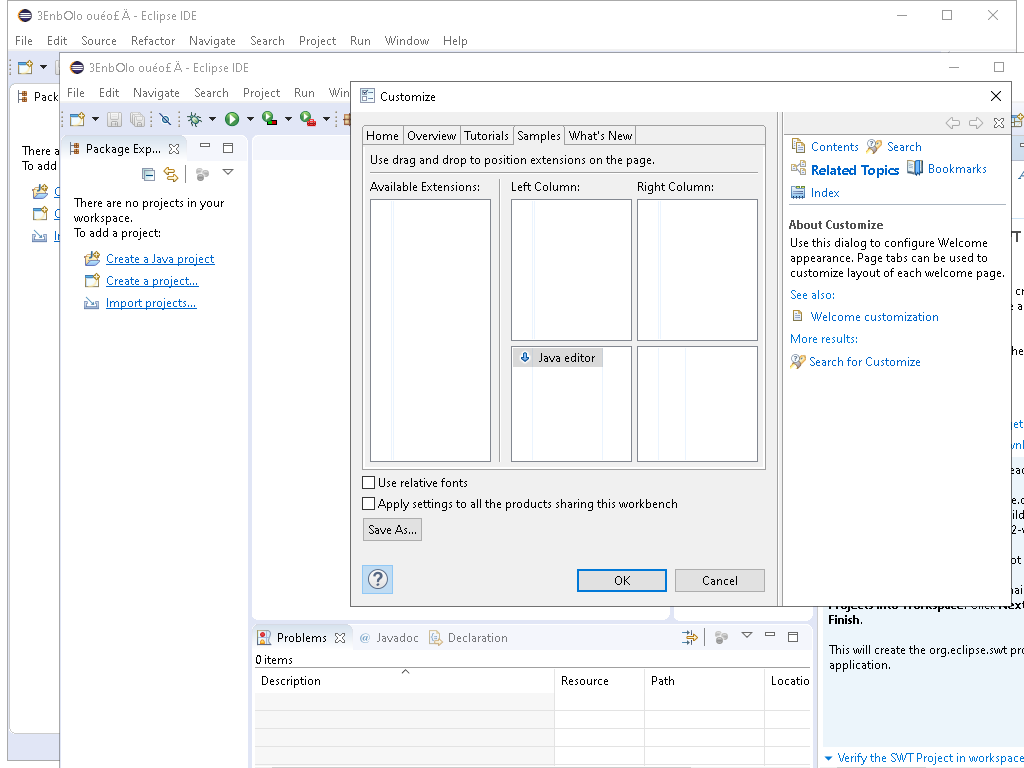 3EnbOlo ouéo£ Ä - Eclipse IDE
File Edit Source Refactor Navigate Search Project Run Window Help
3EnbOlo ouéo£ Ä - Eclipse IDE
File Edit Navigate Search Project Run Win
Pack
There a
To add
Package Exp...
There are no projects in your
workspace.
To add a project:
Create a Java project
Create a project...
Import projects...
Customize
Home Overview Tutorials Samples What's New
Use drag and drop to position extensions on the page.
Available Extensions: Left Column: Right Column:
Java editor
Use relative fonts
Apply settings to all the products sharing this workbench
Save As...
OK Cancel
Contents Search
Related Topics Bookmarks
Index
About Customize
Use this dialog to configure Welcome
appearance. Page tabs can be used to
customize layout of each welcome page.
See also:
Welcome customization
More results:
Search for Customize
Problems Javadoc Declaration
0 items
Description Resource Path Locatio
Finish.
This will create the org.eclipse.swt pro
application.
Verify the SWT Project in workspace